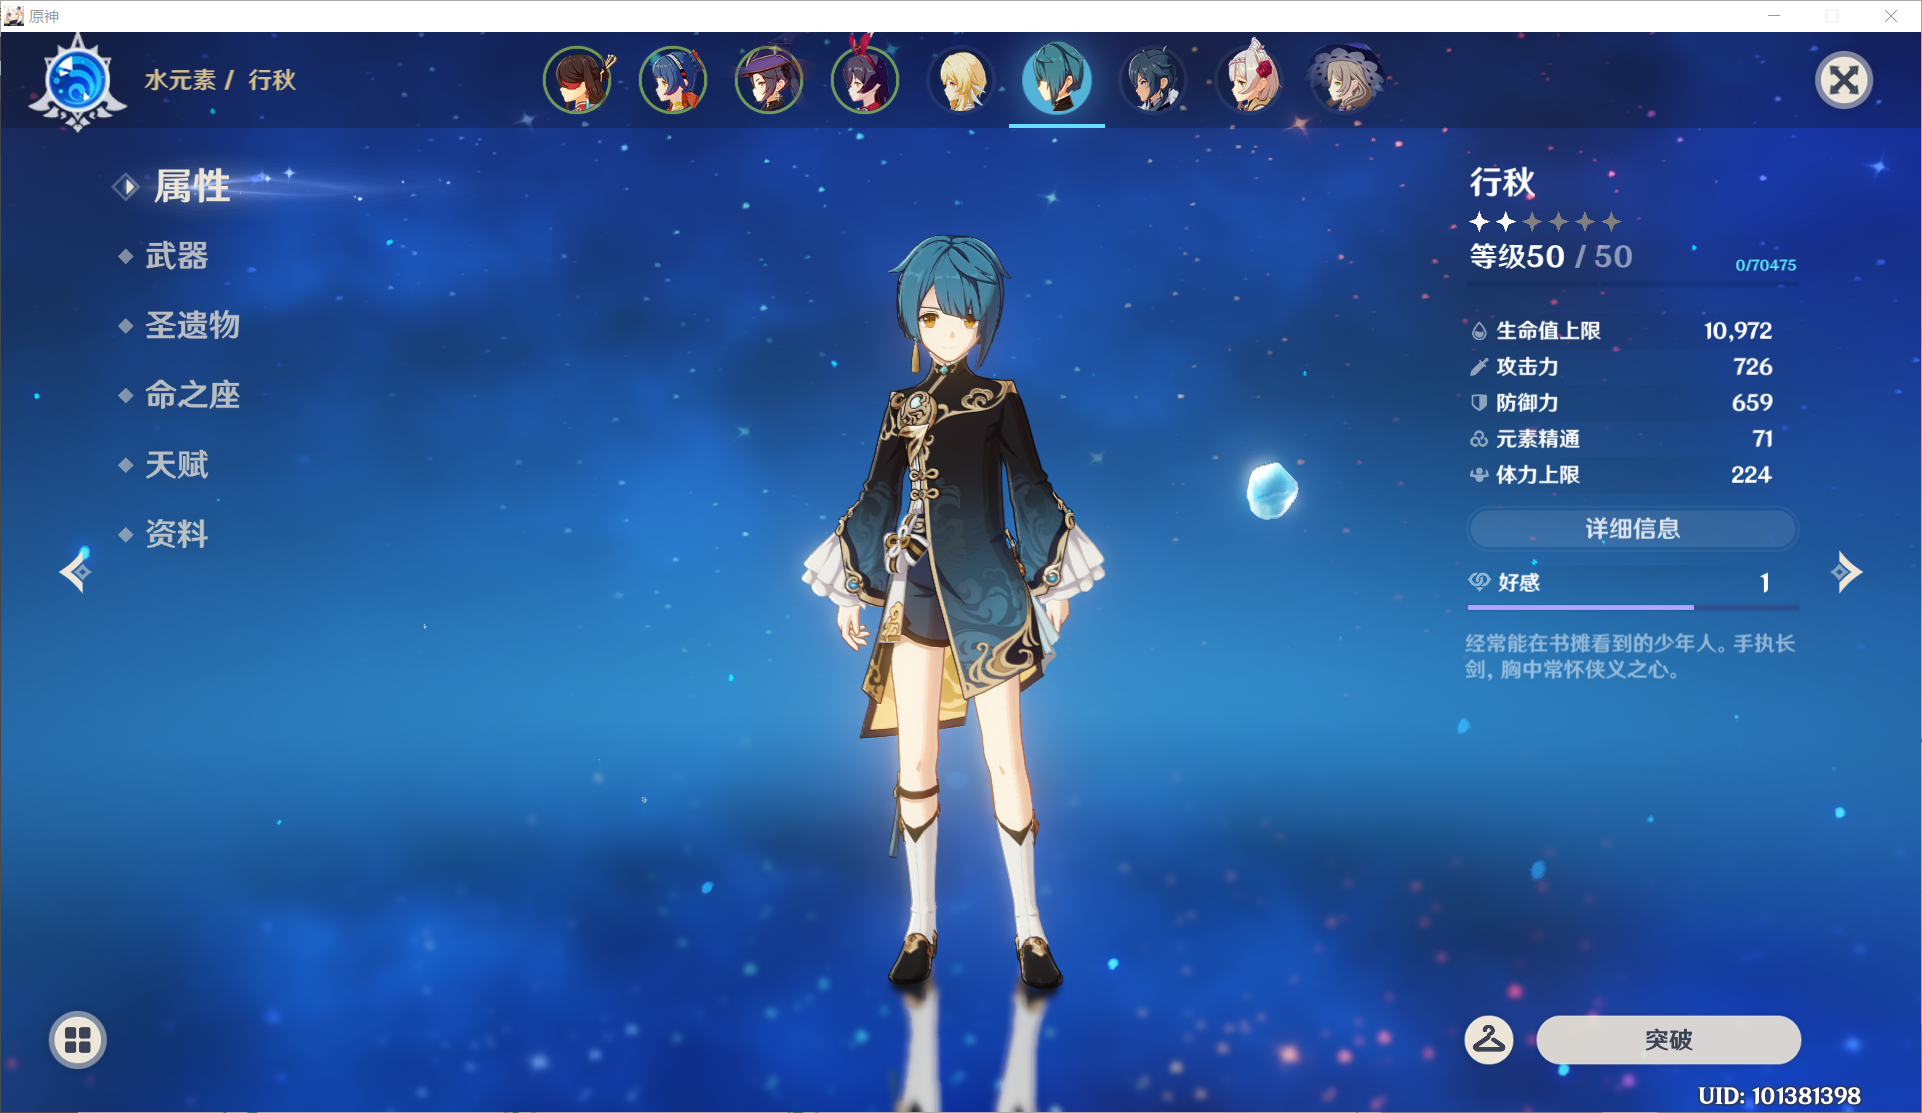 原神
水元素 / 行秋
属性
武器
圣遗物
命之座
天赋
资料
行秋
等级50 / 50
0/70475
生命值上限 10,972
攻击力 726
防御力 659
元素精通 71
体力上限 224
详细信息
好感 1
经常能在书摊看到的少年人。手执长
剑，胸中常怀侠义之心。
突破
UID: 101381398